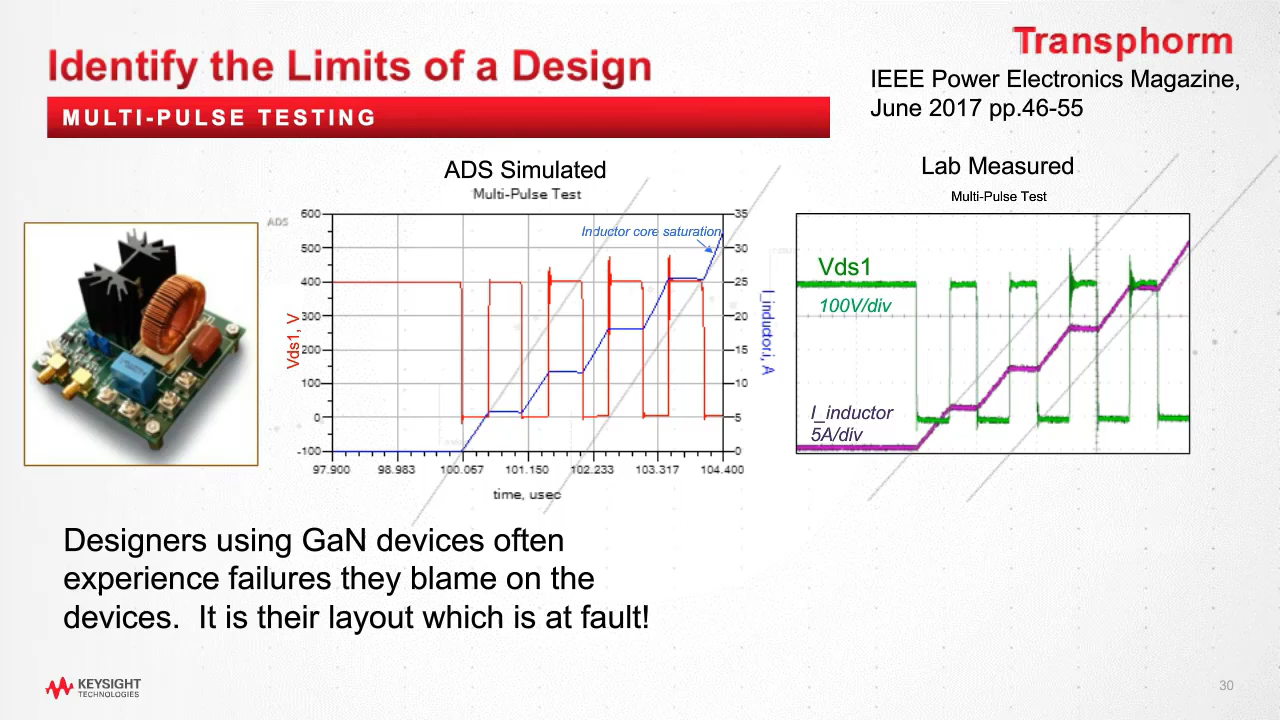 Identify the Limits of a Design
MULTI-PULSE TESTING
Transphorm
IEEE Power Electronics Magazine,
June 2017 pp.46-55
ADS Simulated
Multi-Pulse Test
ADS
Inductor core saturation
600
500
400
300
200
100
0
-100
Vds1, V
35
30
25
20
15
10
5
0
I_inductori, A
97.900 98.983 100.067 101.150 102.233 103.317 104.400
time, usec
Lab Measured
Multi-Pulse Test
Vds1
100V/div
I_inductor
5A/div
Designers using GaN devices often
experience failures they blame on the
devices. It is their layout which is at fault!
KEYSIGHT
TECHNOLOGIES
30